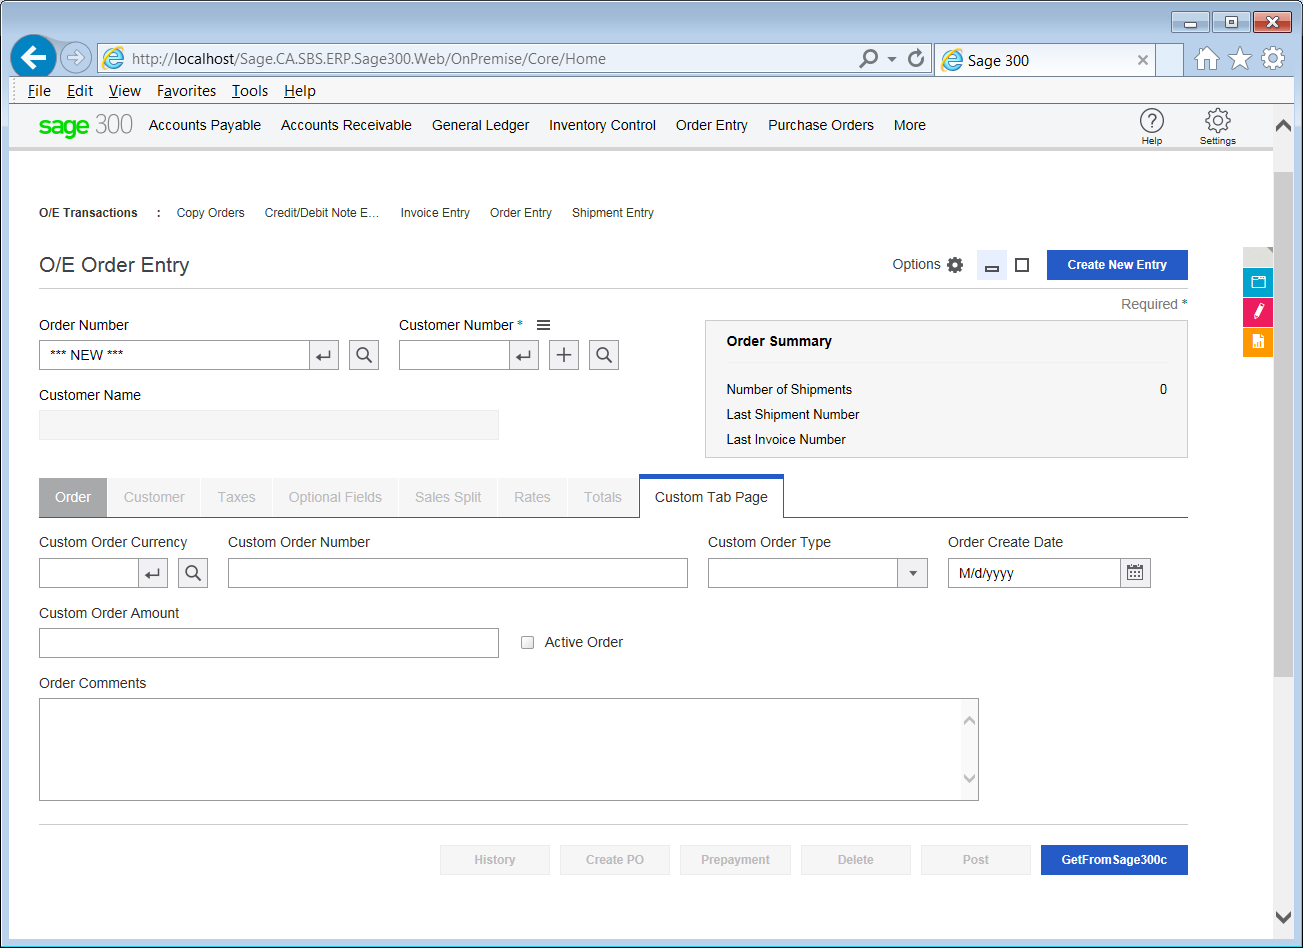 http://localhost/Sage.CA.SBS.ERP.Sage300.Web/OnPremise/Core/Home
Sage 300
File Edit View Favorites Tools Help
sage 300 Accounts Payable Accounts Receivable General Ledger Inventory Control Order Entry Purchase Orders More
Help Settings
O/E Transactions : Copy Orders Credit/Debit Note E... Invoice Entry Order Entry Shipment Entry
O/E Order Entry Options Create New Entry
Required *
Order Number Customer Number *
*** NEW ***
Customer Name
Order Summary
Number of Shipments 0
Last Shipment Number
Last Invoice Number
Order Customer Taxes Optional Fields Sales Split Rates Totals Custom Tab Page
Custom Order Currency Custom Order Number Custom Order Type Order Create Date
M/d/yyyy
Custom Order Amount
Active Order
Order Comments
History Create PO Prepayment Delete Post GetFromSage300c